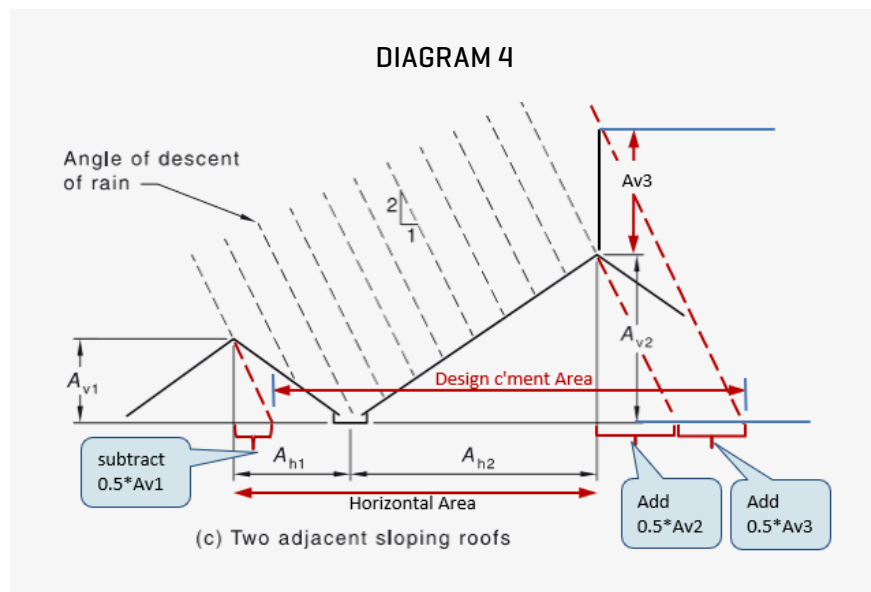 DIAGRAM 4
Angle of descent
of rain
2
1
Av3
Av1
Av2
Design c'ment Area
subtract
0.5*Av1
Ah1
Ah2
Horizontal Area
Add
0.5*Av2
Add
0.5*Av3
(c) Two adjacent sloping roofs